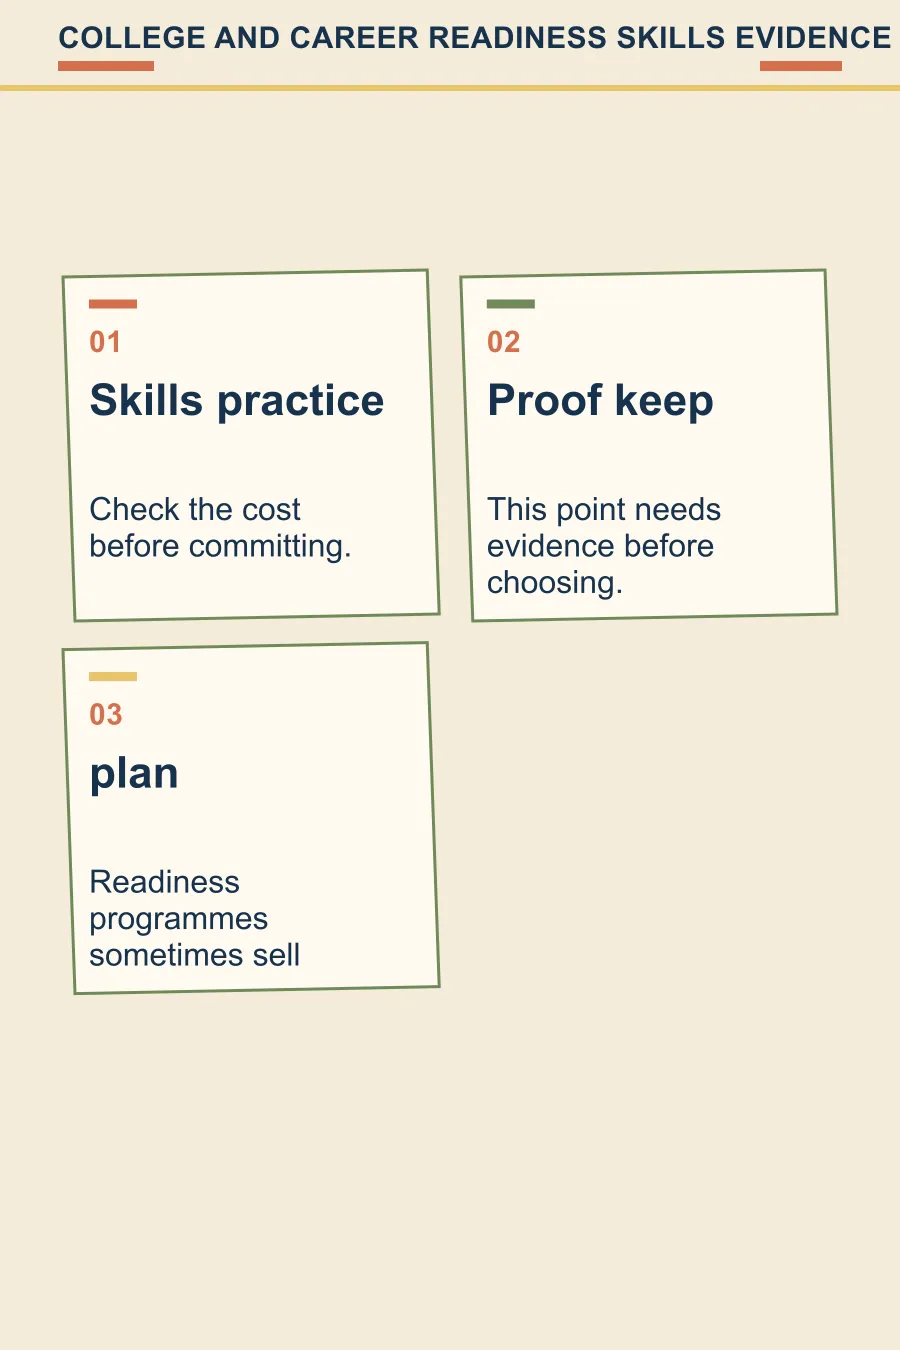 COLLEGE AND CAREER READINESS SKILLS EVIDENCE
01
Skills practice
Check the cost
before committing.
02
Proof keep
This point needs
evidence before
choosing.
03
plan
Readiness
programmes
sometimes sell